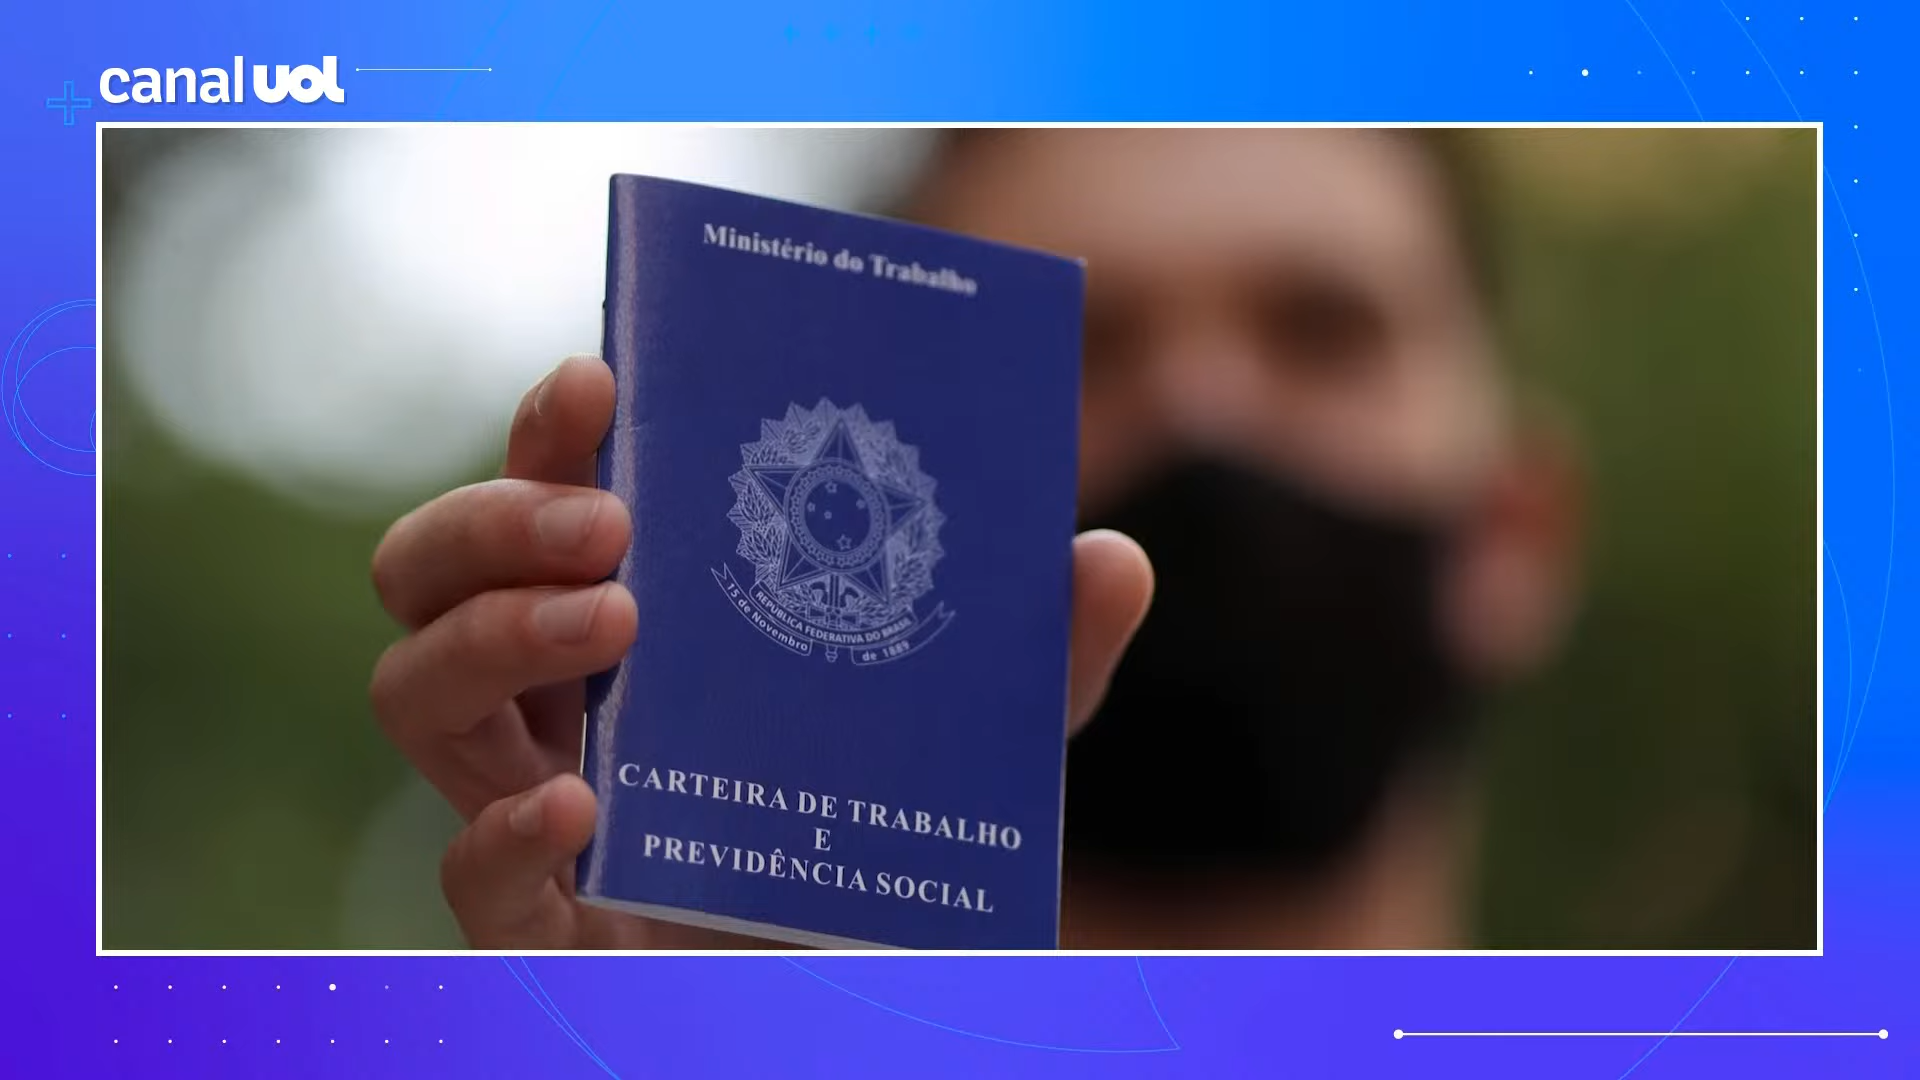 canal uol
Ministério do Trabalho
REPÚBLICA FEDERATIVA DO BRASIL
15 de Novembro de 1889
CARTEIRA DE TRABALHO
E
PREVIDÊNCIA SOCIAL